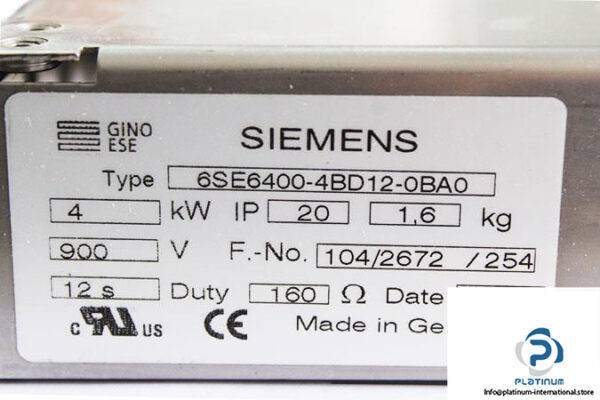 GINO
ESE
SIEMENS
Type 6SE6400-4BD12-0BA0
4 kW IP 20 1,6 kg
900 V F.-No. 104/2672 /254
12 s Duty 160 Ω Date
c RU US CE Made in Ge
PLATINUM
Info@platinum-international.store